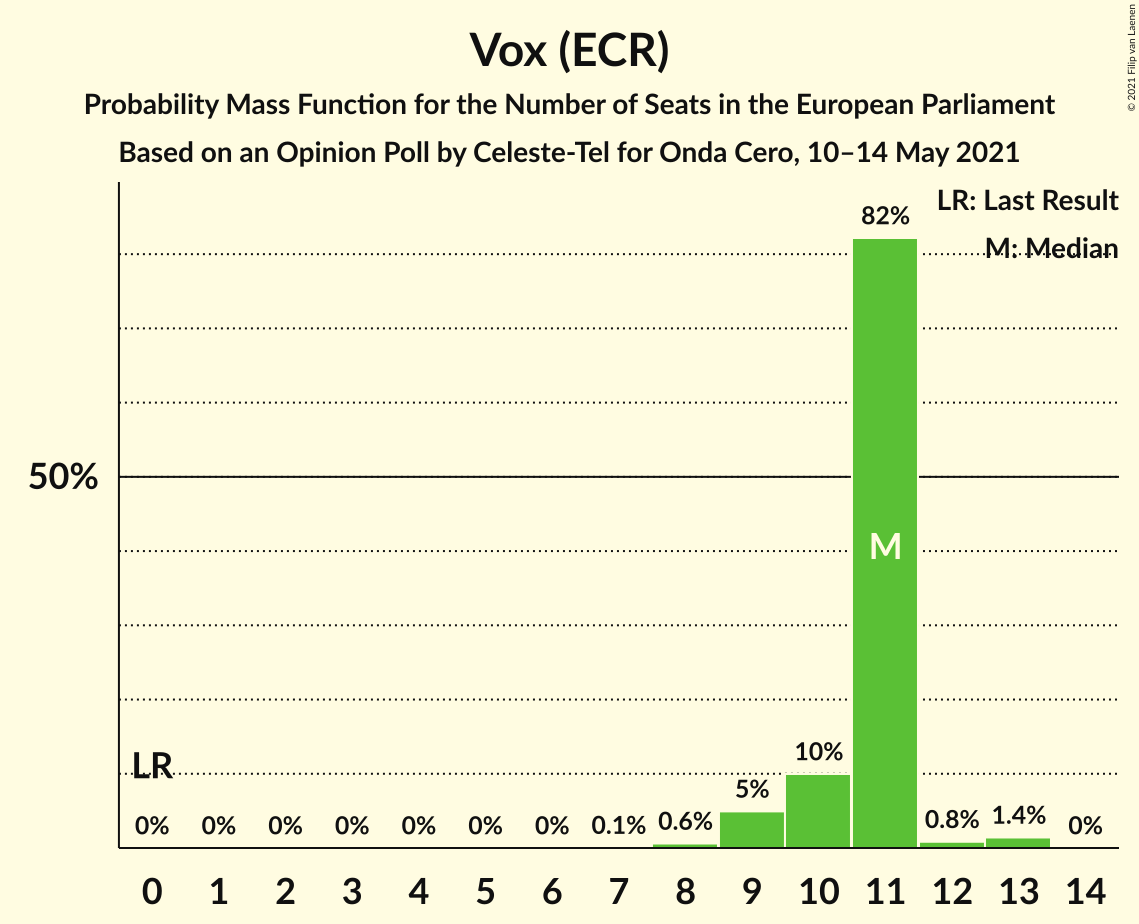 Vox (ECR)
Probability Mass Function for the Number of Seats in the European Parliament
Based on an Opinion Poll by Celeste-Tel for Onda Cero, 10–14 May 2021
© 2021 Filip van Laenen
LR: Last Result
M: Median
82%
50%
M
LR
10%
5%
0% 0% 0% 0% 0% 0% 0% 0.1% 0.6% 0.8% 1.4% 0%
0 1 2 3 4 5 6 7 8 9 10 11 12 13 14